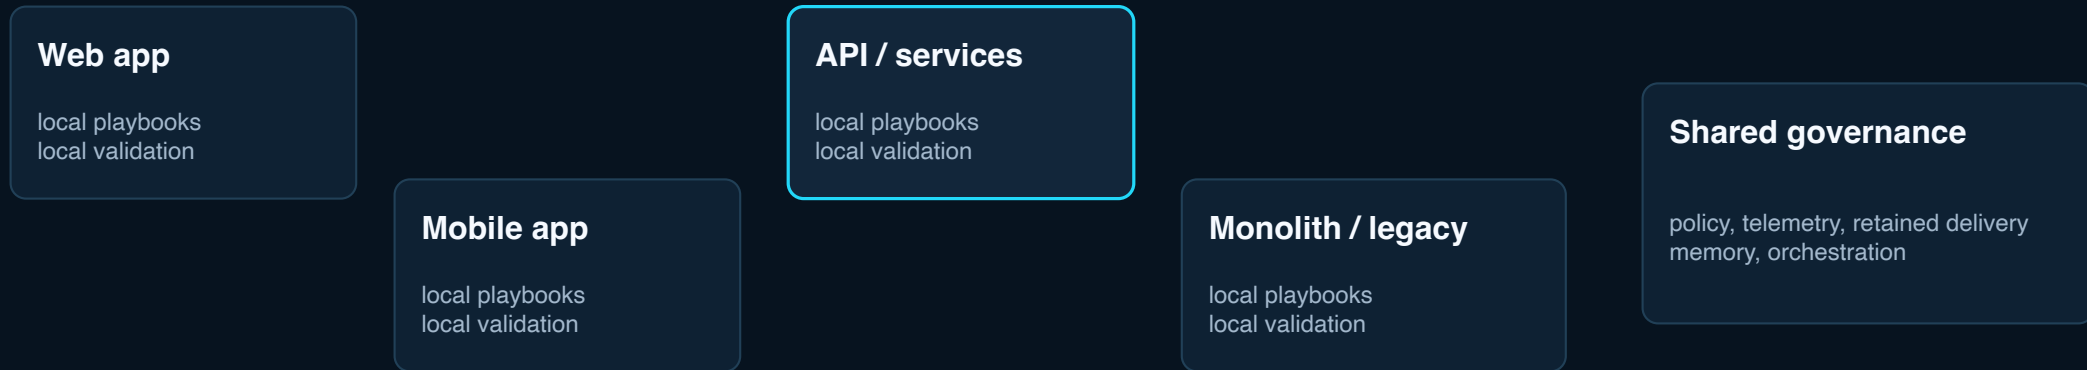 Web app
local playbooks
local validation
Mobile app
local playbooks
local validation
API / services
local playbooks
local validation
Monolith / legacy
local playbooks
local validation
Shared governance
policy, telemetry, retained delivery
memory, orchestration